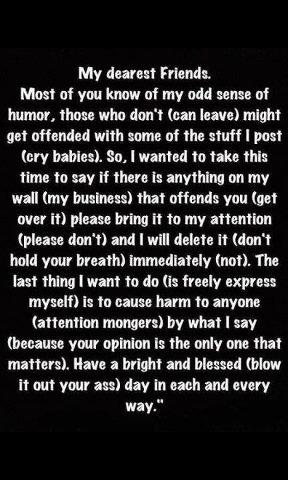 My dearest Friends.
Most of you know of my odd sense of
humor, those who don't (can leave) might
get offended with some of the stuff I post
(cry babies). So, I wanted to take this
time to say if there is anything on my
wall (my business) that offends you (get
over it) please bring it to my attention
(please don't) and I will delete it (don't
hold your breath) immediately (not). The
last thing I want to do (is freely express
myself) is to cause harm to anyone
(attention mongers) by what I say
(because your opinion is the only one that
matters). Have a bright and blessed (blow
it out your ass) day in each and every
way."